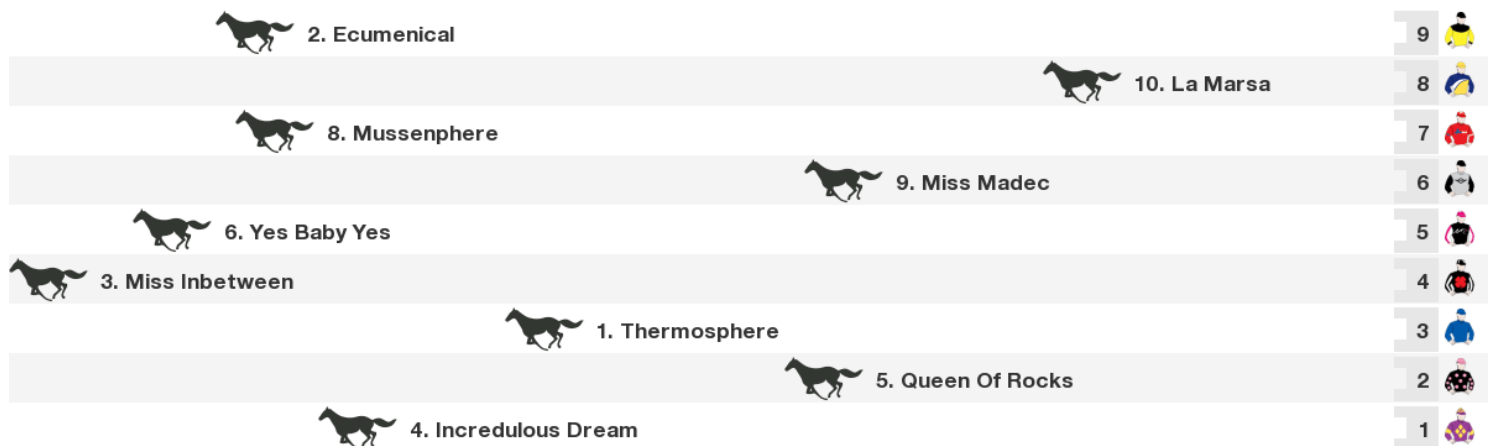 2. Ecumenical 9
10. La Marsa 8
8. Mussenphere 7
9. Miss Madec 6
6. Yes Baby Yes 5
3. Miss Inbetween 4
1. Thermosphere 3
5. Queen Of Rocks 2
4. Incredulous Dream 1